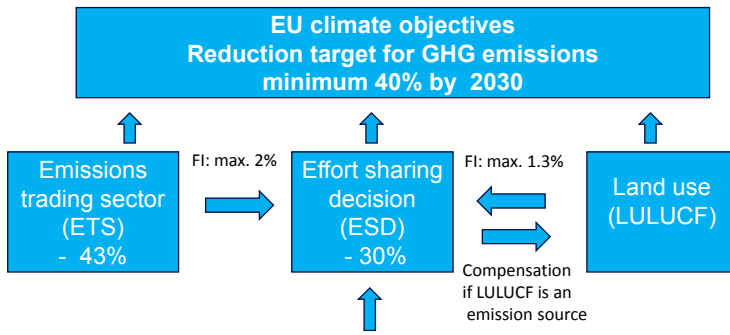 EU climate objectives
Reduction target for GHG emissions
minimum 40% by 2030
Emissions
trading sector
(ETS)
- 43%
FI: max. 2%
Effort sharing
decision
(ESD)
- 30%
FI: max. 1.3%
Compensation
if LULUCF is an
emission source
Land use
(LULUCF)